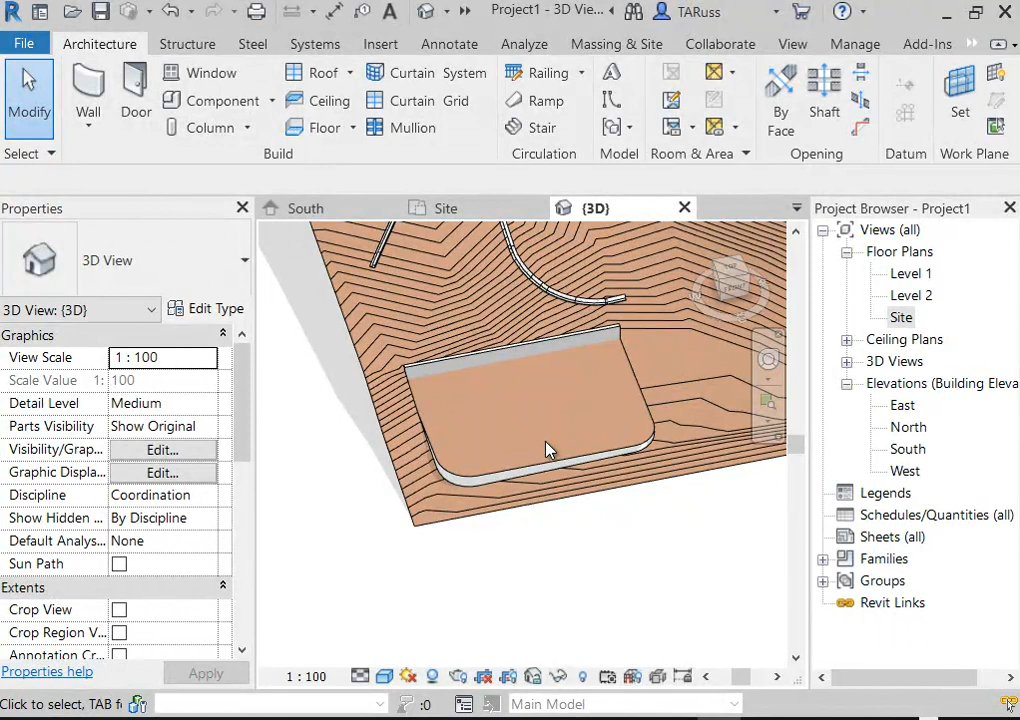 Project1 - 3D Vie...
TARuss
File
Architecture
Structure
Steel
Systems
Insert
Annotate
Analyze
Massing & Site
Collaborate
View
Manage
Add-Ins
Modify
Wall
Door
Window
Component
Column
Roof
Ceiling
Floor
Curtain System
Curtain Grid
Mullion
Railing
Ramp
Stair
By
Face
Shaft
Set
Select
Build
Circulation
Model
Room & Area
Opening
Datum
Work Plane
Properties
South
Site
{3D}
Project Browser - Project1
3D View
3D View: {3D}
Edit Type
Graphics
View Scale
1 : 100
Scale Value 1:
100
Detail Level
Medium
Parts Visibility
Show Original
Visibility/Grap...
Edit...
Graphic Displa...
Edit...
Discipline
Coordination
Show Hidden ...
By Discipline
Default Analys...
None
Sun Path
Extents
Crop View
Crop Region V...
Annotation Cr...
Properties help
Apply
TOP
FRONT
Views (all)
Floor Plans
Level 1
Level 2
Site
Ceiling Plans
3D Views
Elevations (Building Eleva
East
North
South
West
Legends
Schedules/Quantities (all)
Sheets (all)
Families
Groups
Revit Links
1 : 100
Click to select, TAB f
:0
Main Model